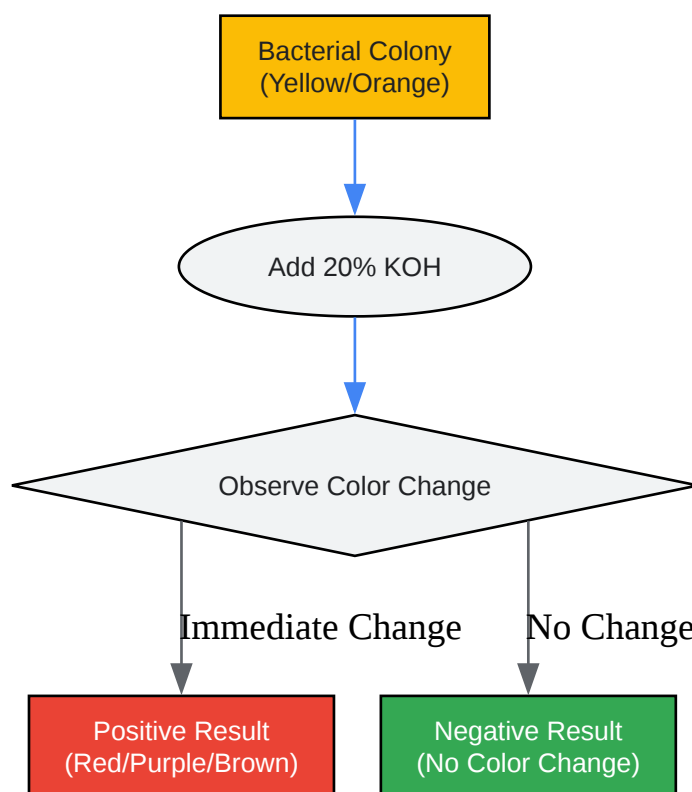 Bacterial Colony
(Yellow/Orange)
Add 20% KOH
Observe Color Change
Immediate Change
No Change
Positive Result
(Red/Purple/Brown)
Negative Result
(No Color Change)